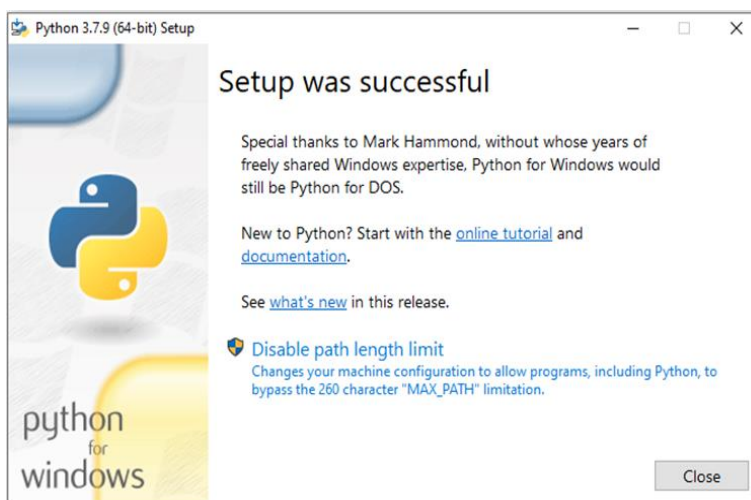 Python 3.7.9 (64-bit) Setup
Setup was successful
Special thanks to Mark Hammond, without whose years of
freely shared Windows expertise, Python for Windows would
still be Python for DOS.
New to Python? Start with the online tutorial and
documentation.
See what's new in this release.
Disable path length limit
Changes your machine configuration to allow programs, including Python, to
bypass the 260 character "MAX_PATH" limitation.
python
for
windows
Close